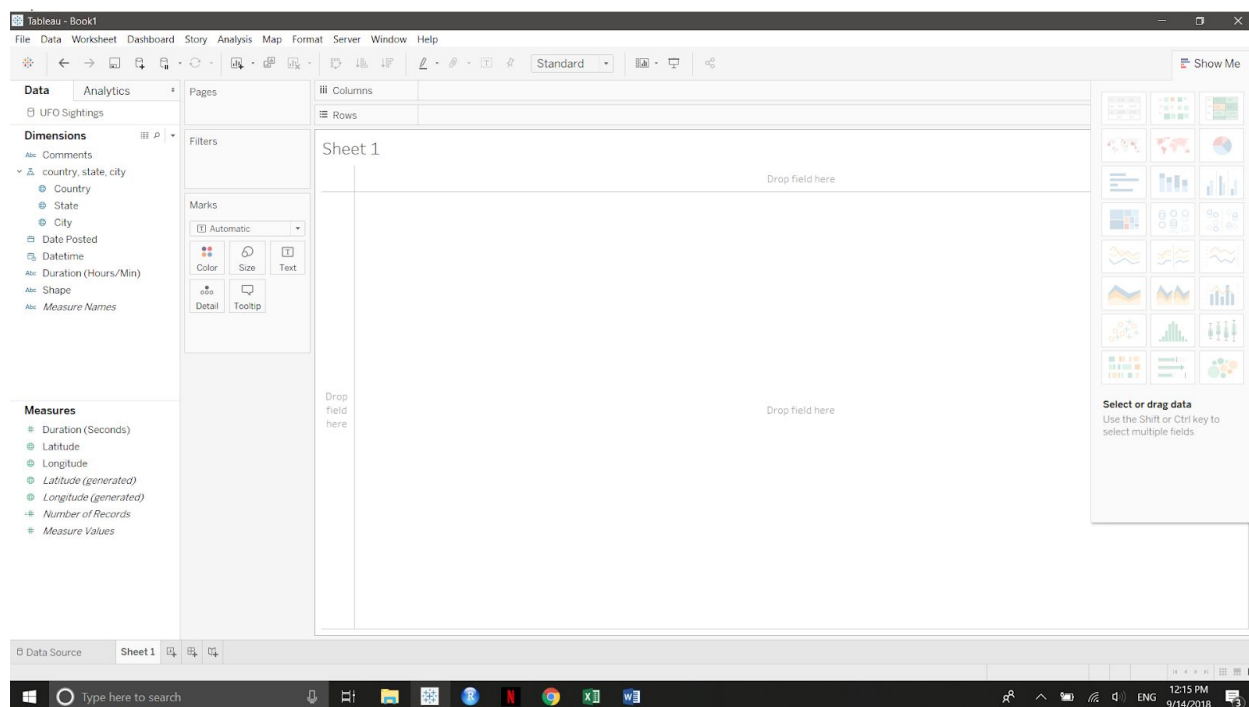 Tableau - Book1
File Data Worksheet Dashboard Story Analysis Map Format Server Window Help
Standard
Show Me
Data Analytics
Pages
Columns
UFO Sightings
Rows
Dimensions
Filters
Sheet 1
Abc Comments
country, state, city
Drop field here
Country
State
Marks
City
Automatic
Date Posted
Datetime
Abc Duration (Hours/Min)
Color Size Text
Abc Shape
Abc Measure Names
Detail Tooltip
Measures
Drop
field
here
Drop field here
Select or drag data
Use the Shift or Ctrl key to
select multiple fields
# Duration (Seconds)
Latitude
Longitude
Latitude (generated)
Longitude (generated)
=# Number of Records
# Measure Values
Data Source Sheet 1
Type here to search
ENG
12:15 PM
9/14/2018